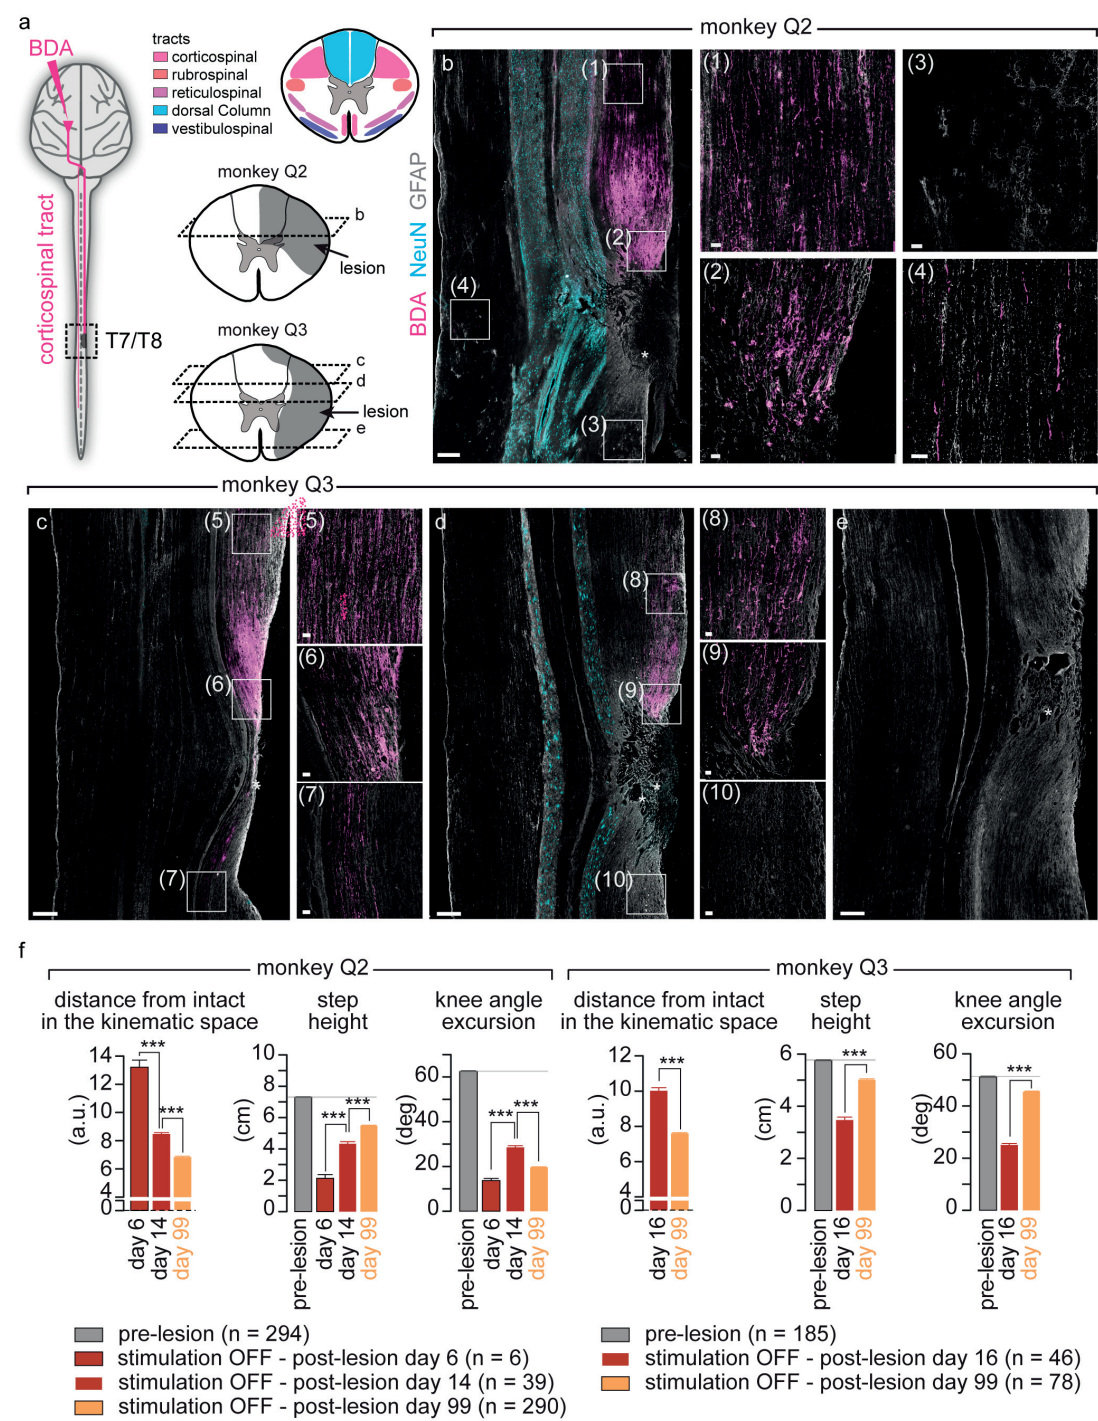 a
BDA
corticospinal tract
T7/T8
tracts
corticospinal
rubrospinal
reticulospinal
dorsal Column
vestibulospinal
monkey Q2
b
lesion
monkey Q3
c
d
lesion
e
monkey Q2
BDA NeuN GFAP
b
(1)
(2)
(4)
*
(3)
(1)
(3)
(2)
(4)
monkey Q3
c
(5)
(6)
*
(7)
(5)
(6)
(7)
d
(8)
(9)
* *
(10)
(8)
(9)
(10)
e
*
f
monkey Q2
distance from intact
in the kinematic space
(a.u.)
14
12
10
8
6
4
0
***
***
day 6
day 14
day 99
step
height
(cm)
10
8
6
4
2
0
***
***
pre-lesion
day 6
day 14
day 99
knee angle
excursion
(deg)
60
40
20
0
***
***
pre-lesion
day 6
day 14
day 99
monkey Q3
distance from intact
in the kinematic space
(a.u.)
12
10
8
6
4
0
***
day 16
day 99
step
height
(cm)
6
4
2
0
***
pre-lesion
day 16
day 99
knee angle
excursion
(deg)
60
40
20
0
***
pre-lesion
day 16
day 99
pre-lesion (n = 294)
stimulation OFF - post-lesion day 6 (n = 6)
stimulation OFF - post-lesion day 14 (n = 39)
stimulation OFF - post-lesion day 99 (n = 290)
pre-lesion (n = 185)
stimulation OFF - post-lesion day 16 (n = 46)
stimulation OFF - post-lesion day 99 (n = 78)